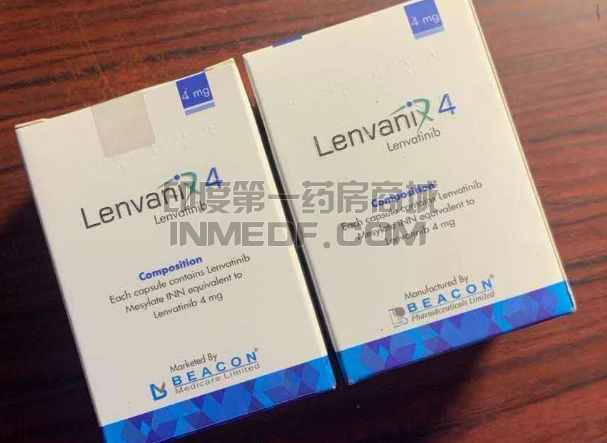 4 mg
Lenvanix 4
Lenvatinib
Composition
Each capsule contains Lenvatinib
Mesylate INN equivalent to
Lenvatinib 4 mg
Marketed By
BEACON®
Medicare Limited
4 mg
Lenvanix 4
Lenvatinib
Composition
Each capsule contains Lenvatinib
Mesylate INN equivalent to
Lenvatinib 4 mg
Manufactured By
BEACON®
Pharmaceuticals Limited
印度第一药房商城
INMEDF.COM